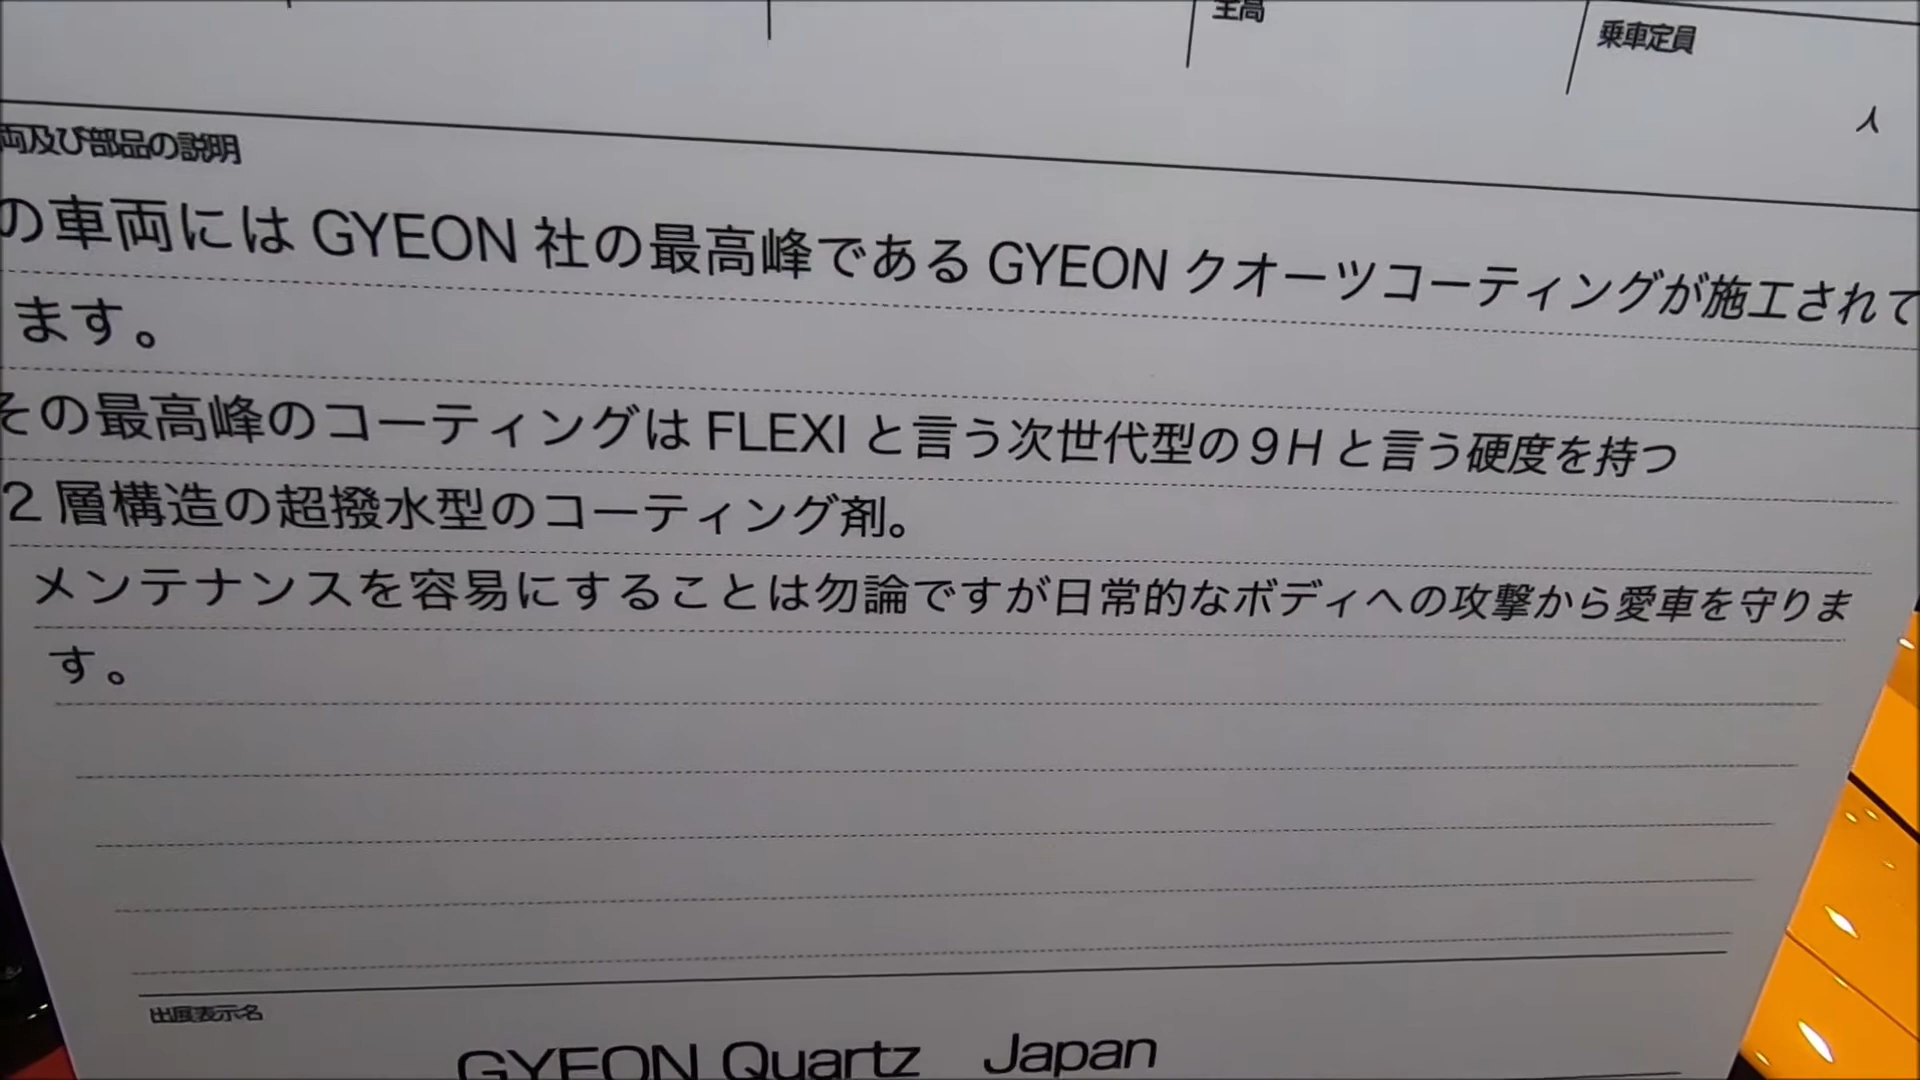 全高
乗車定員
人
両及び部品の説明
の車両には GYEON 社の最高峰である GYEON クオーツコーティングが施工されて
ます。
その最高峰のコーティングは FLEXI と言う次世代型の９H と言う硬度を持つ
2 層構造の超撥水型のコーティング剤。
メンテナンスを容易にすることは勿論ですが日常的なボディへの攻撃から愛車を守りま
す。
出展表示名
GYEON Quartz Japan